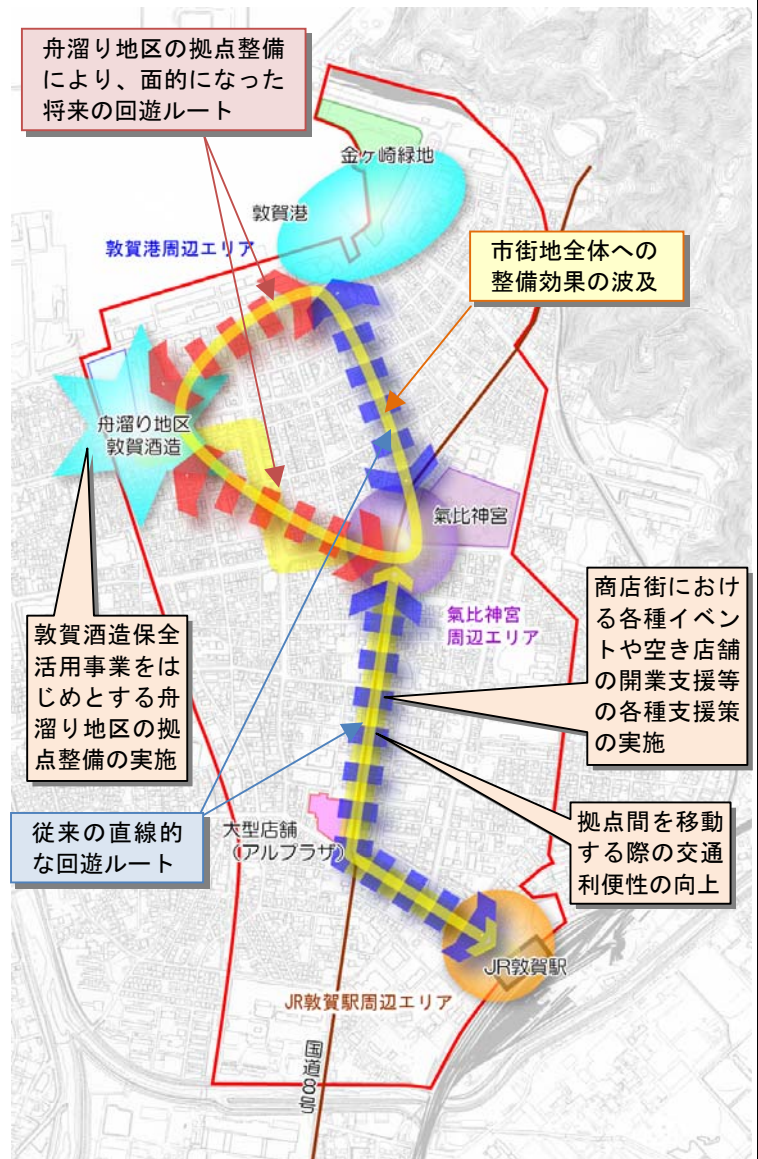 舟溜り地区の拠点整備
により、面的になった
将来の回遊ルート
金ヶ崎緑地
敦賀港
敦賀港周辺エリア
市街地全体への
整備効果の波及
舟溜り地区
敦賀酒造
氣比神宮
氣比神宮
周辺エリア
商店街におけ
る各種イベン
トや空き店舗
の開業支援等
の各種支援策
の実施
敦賀酒造保全
活用事業をは
じめとする舟
溜り地区の拠
点整備の実施
従来の直線的
な回遊ルート
大型店舗
（アルプラザ）
拠点間を移動
する際の交通
利便性の向上
JR敦賀駅
JR敦賀駅周辺エリア
国道8号